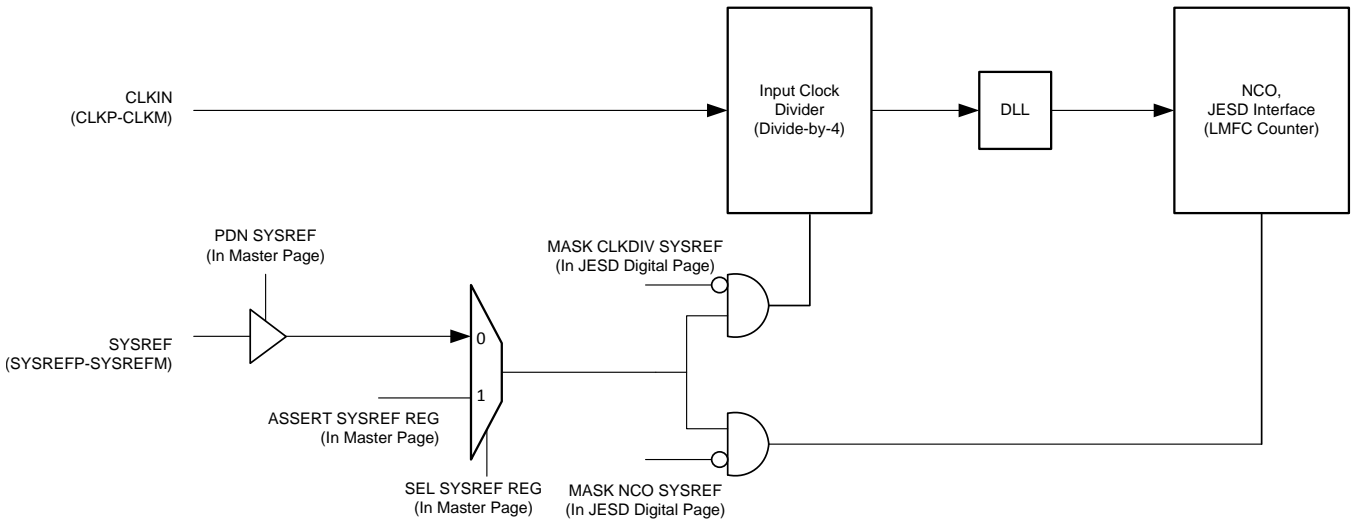 CLKIN
(CLKP-CLKM)
Input Clock
Divider
(Divide-by-4)
DLL
NCO,
JESD Interface
(LMFC Counter)
PDN SYSREF
(In Master Page)
MASK CLKDIV SYSREF
(In JESD Digital Page)
SYSREF
(SYSREFP-SYSREFM)
0
1
ASSERT SYSREF REG
(In Master Page)
SEL SYSREF REG
(In Master Page)
MASK NCO SYSREF
(In JESD Digital Page)